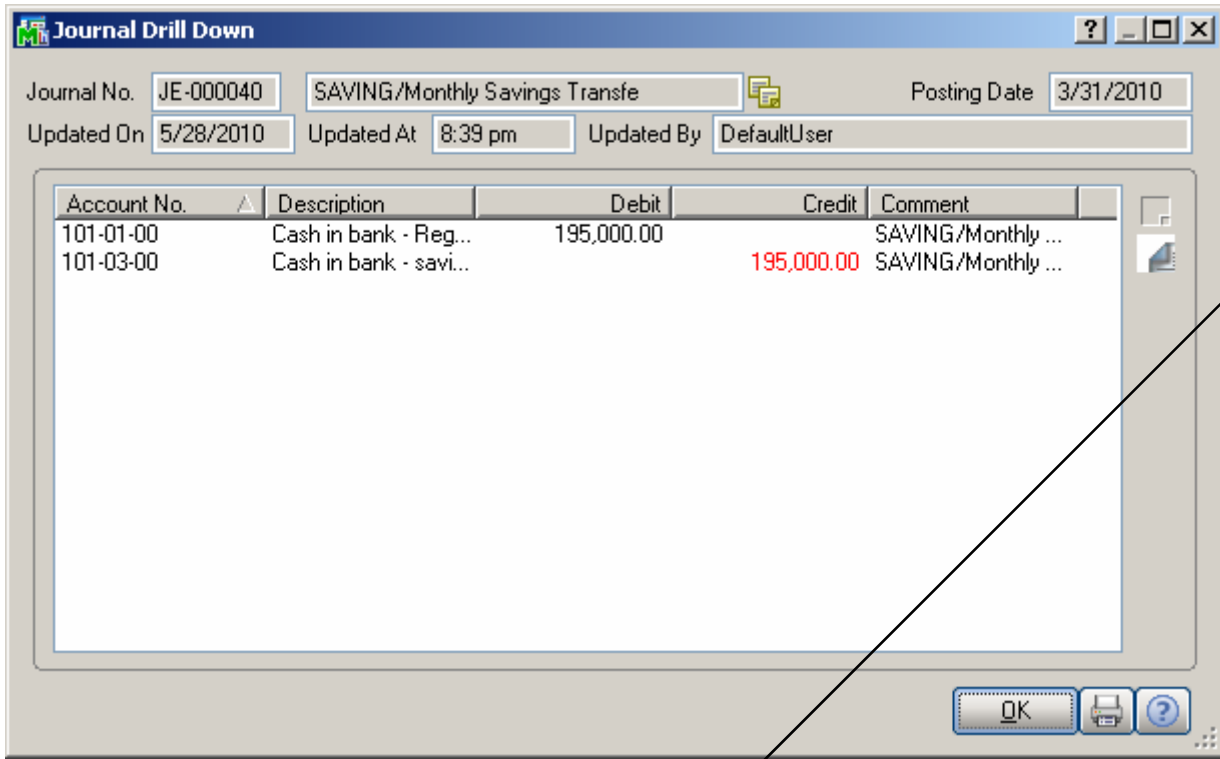 Journal Drill Down
Journal No. JE-000040 SAVING/Monthly Savings Transfe Posting Date 3/31/2010
Updated On 5/28/2010 Updated At 8:39 pm Updated By DefaultUser
Account No. Description Debit Credit Comment
101-01-00 Cash in bank - Reg... 195,000.00 SAVING/Monthly ...
101-03-00 Cash in bank - savi... 195,000.00 SAVING/Monthly ...
OK